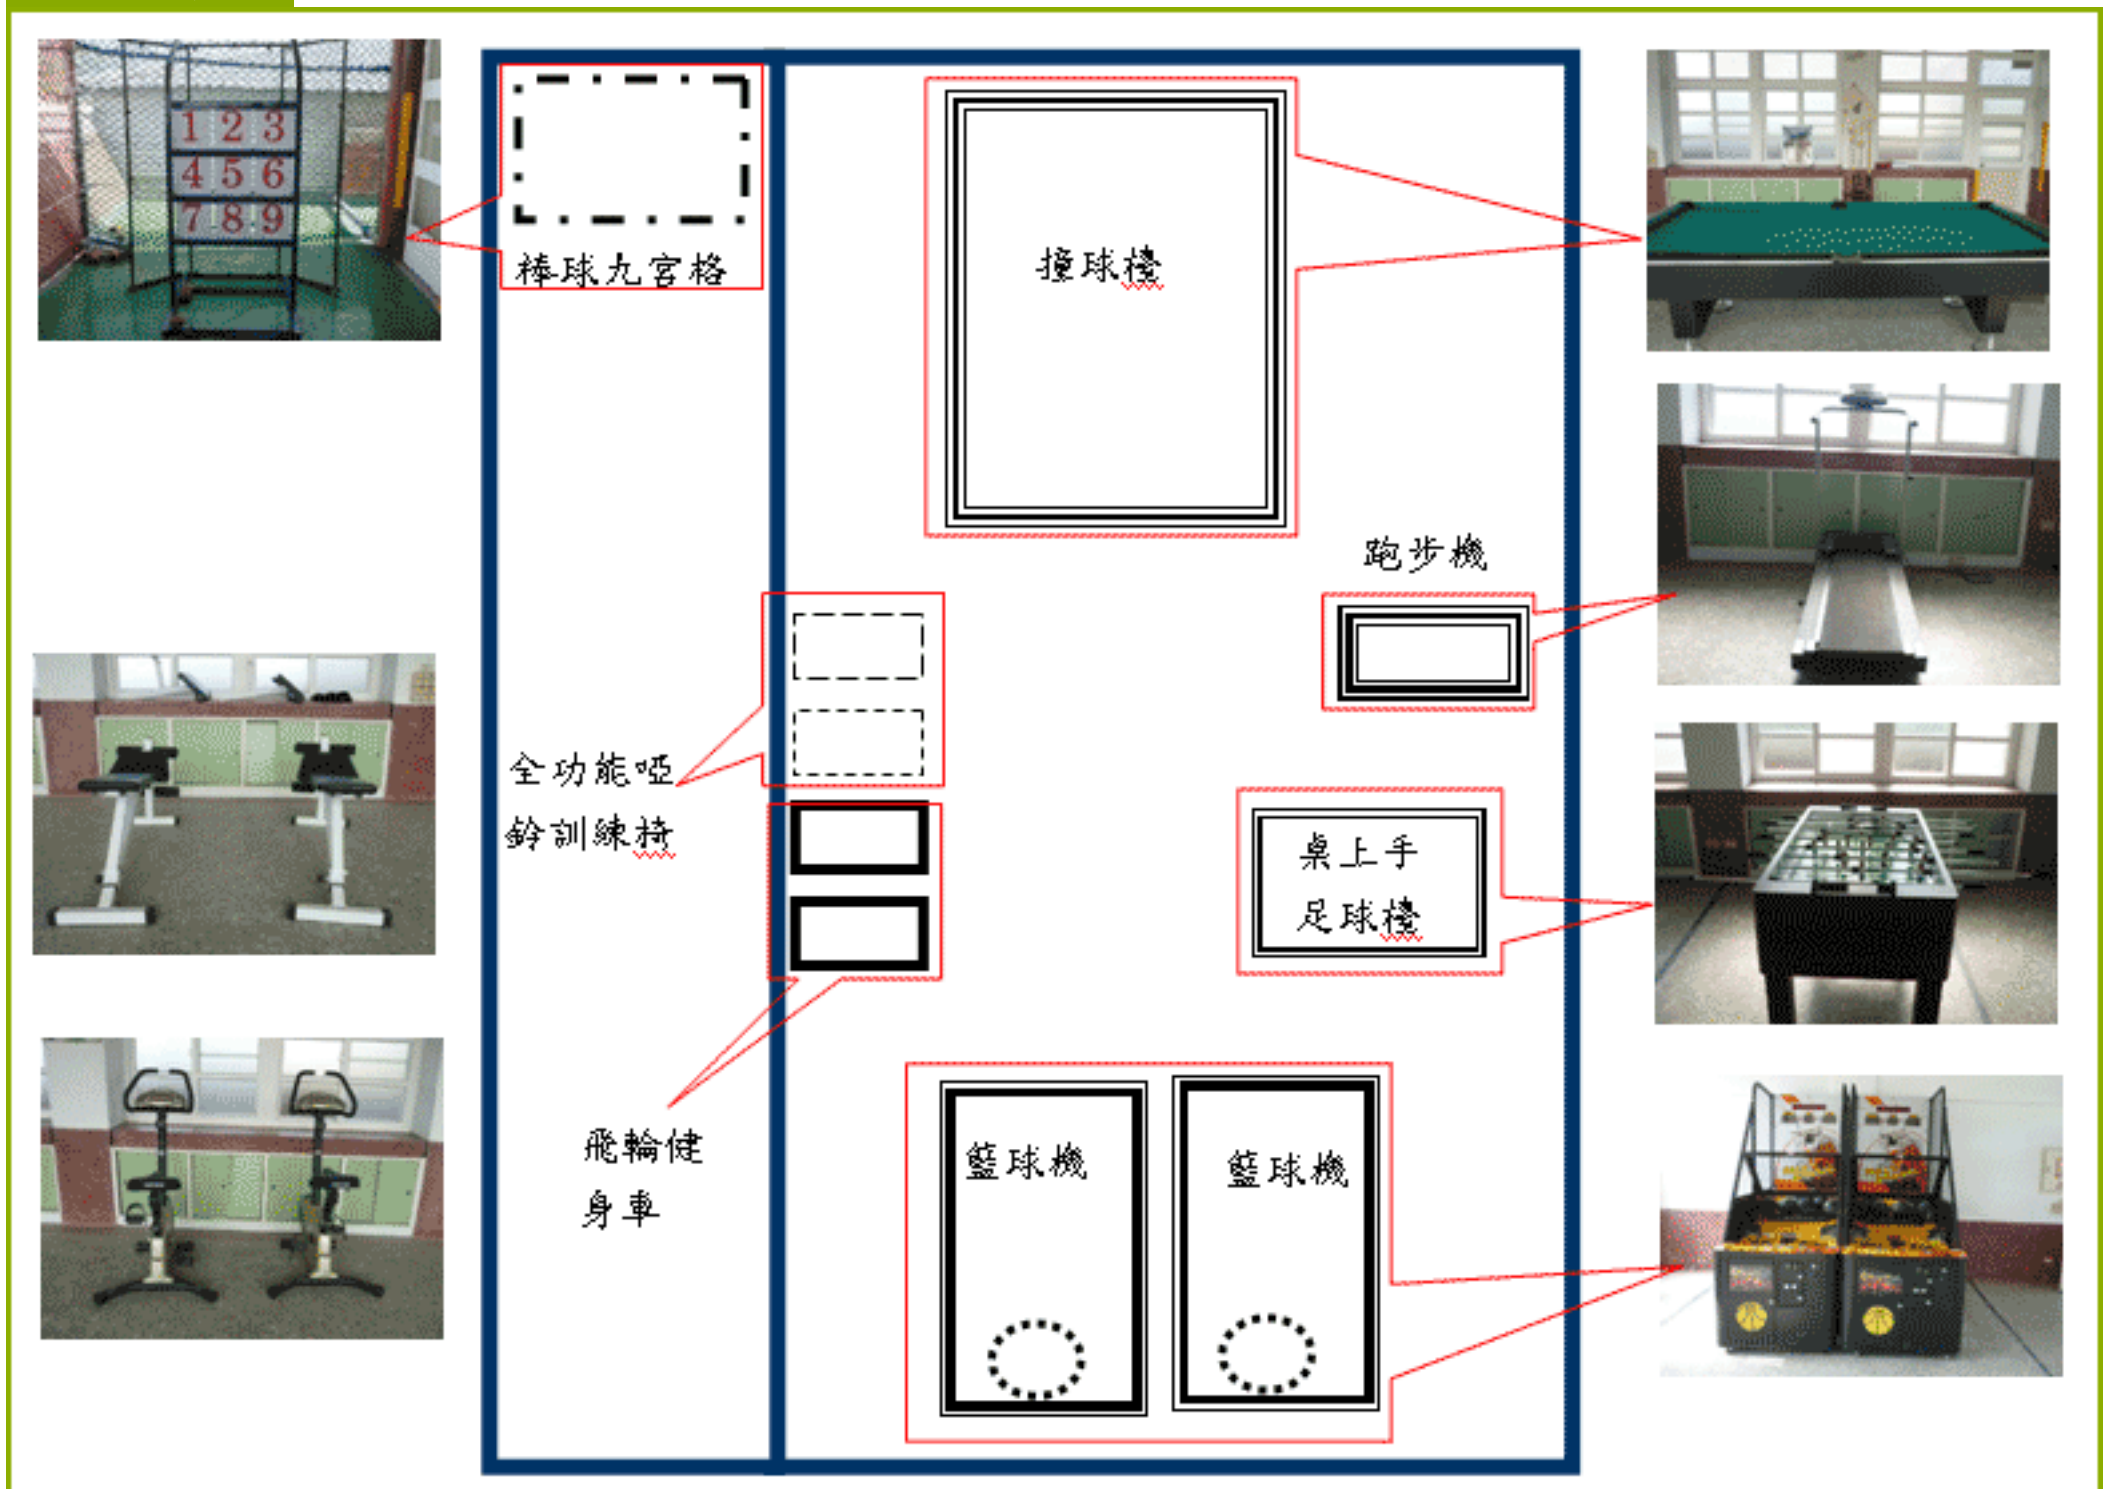 1 2 3
4 5 6
7 8 9
棒球九宮格
撞球檯
跑步機
全功能啞
鈴訓練椅
桌上手
足球檯
飛輪健
身車
籃球機
籃球機